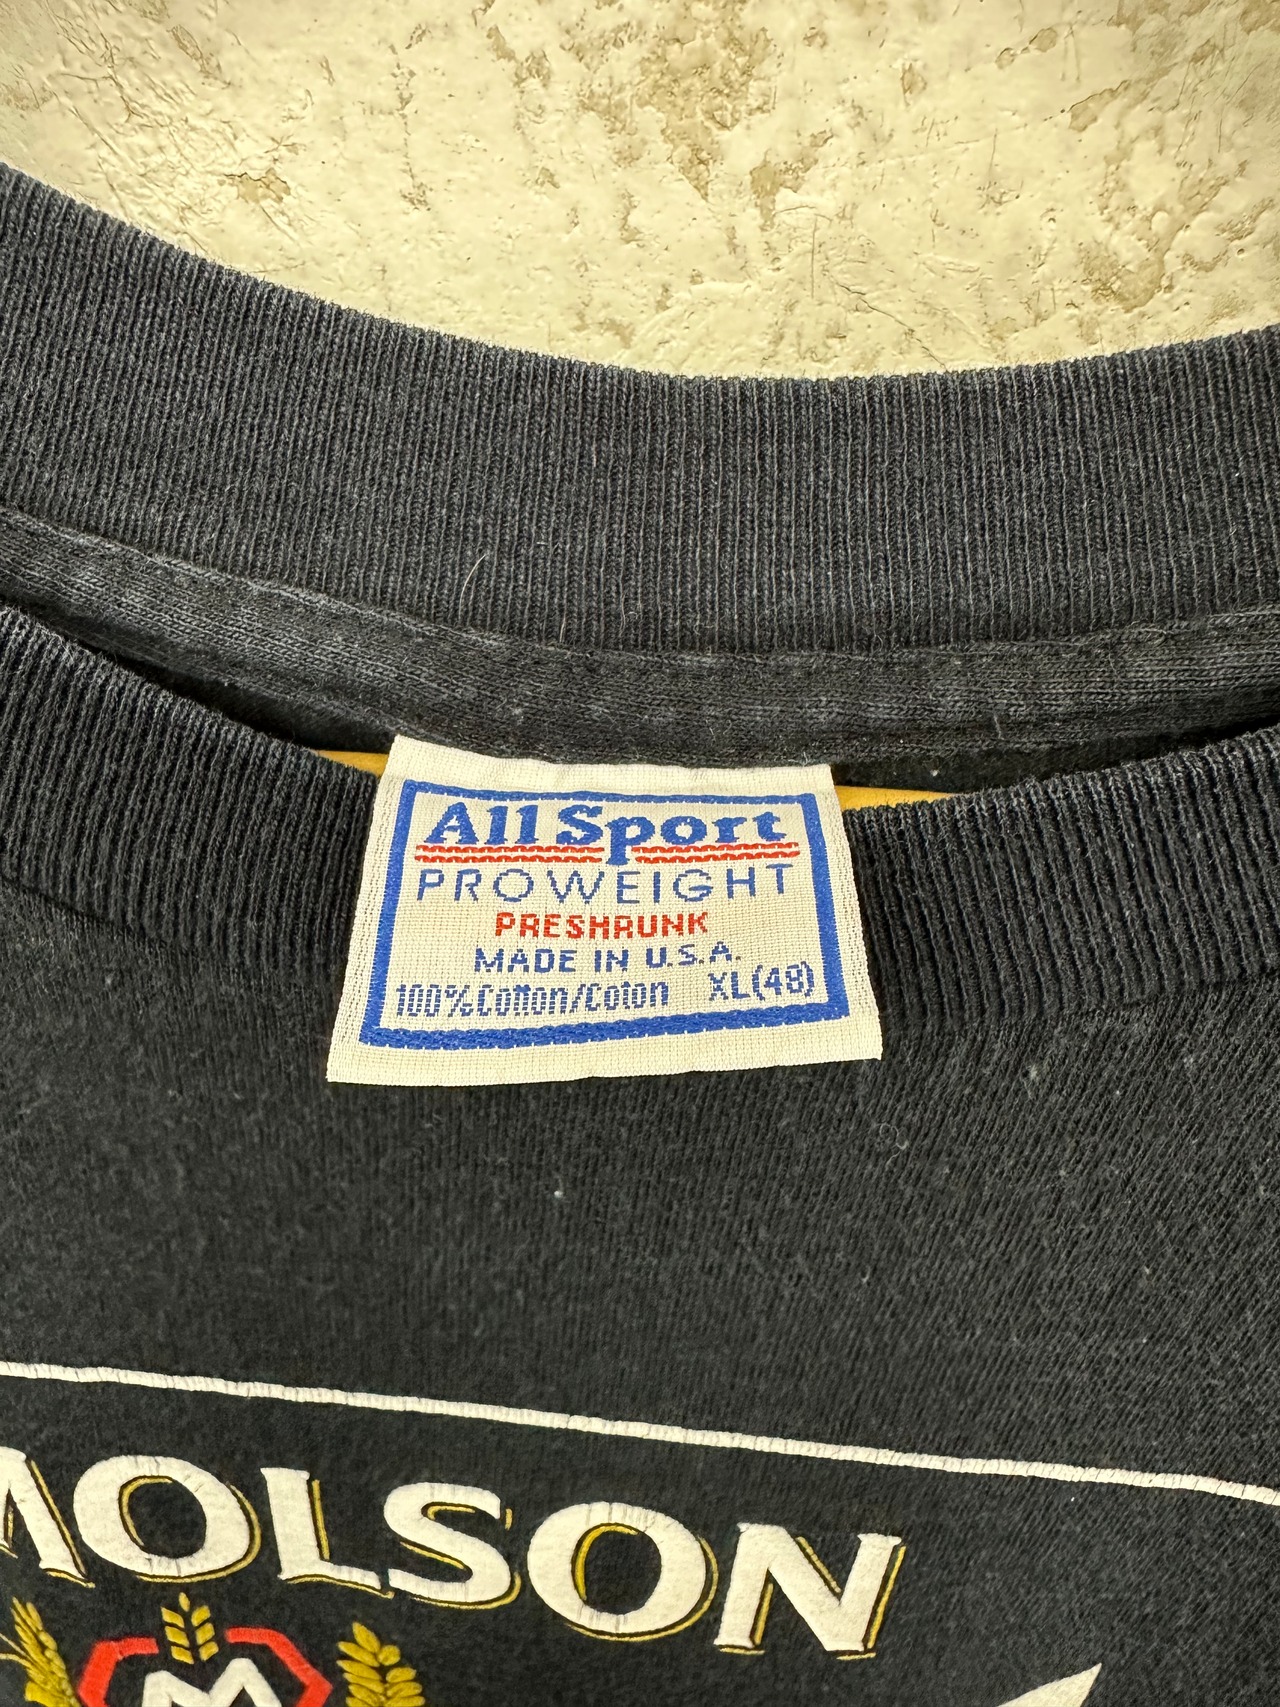 All Sport
PROWEIGHT
PRESHRUNK
MADE IN U.S.A.
100% Cotton/Coton XL(48)
MOLSON
M